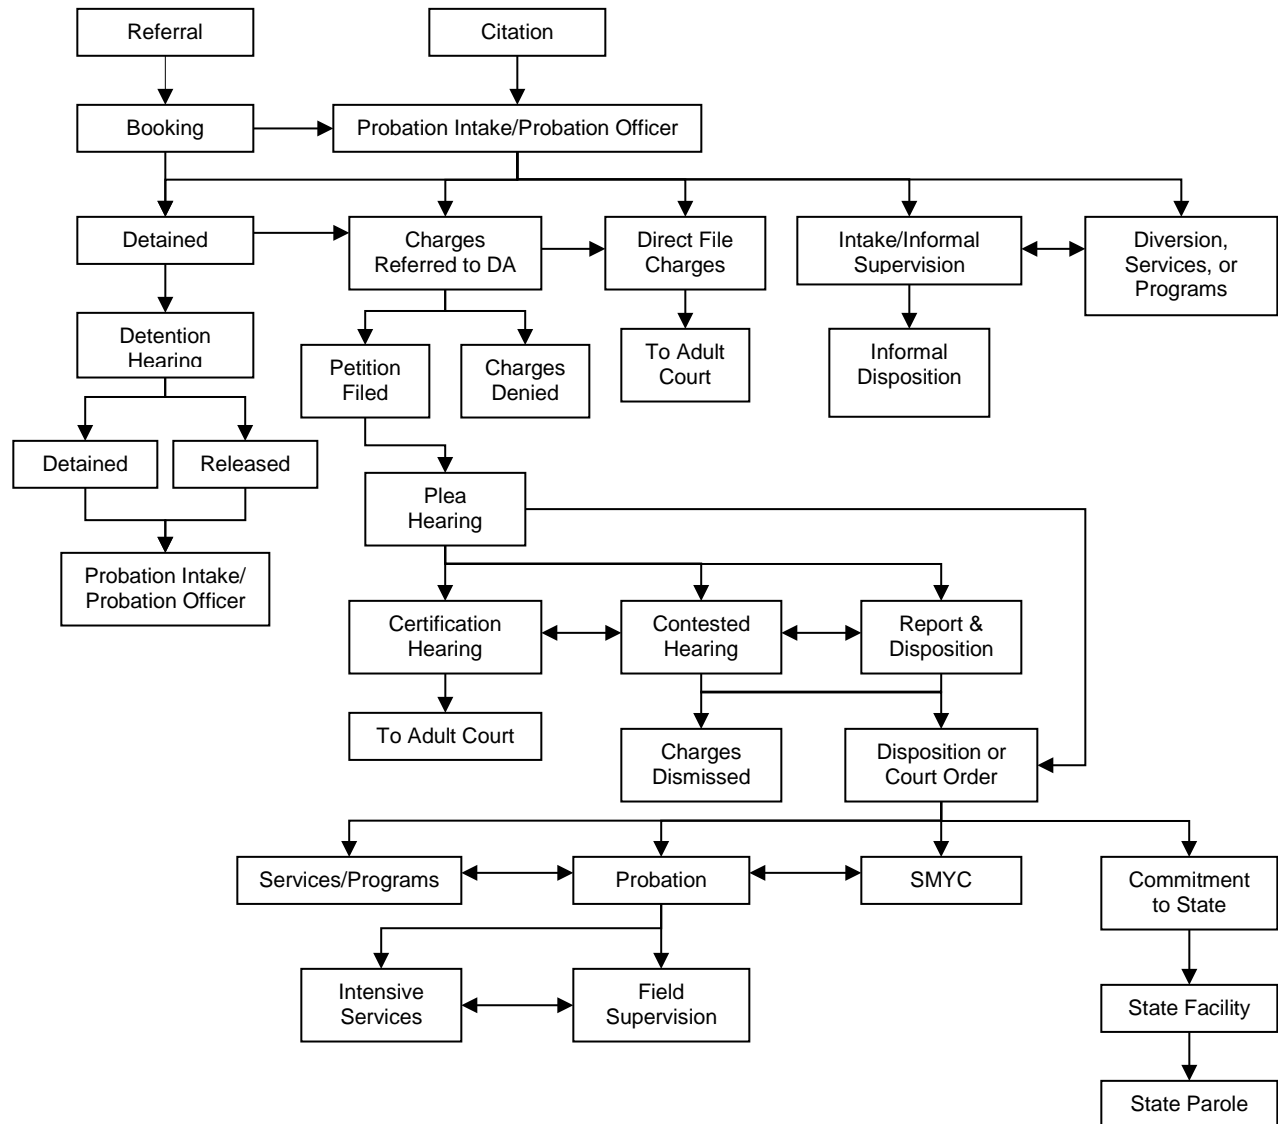 Referral
Citation
Booking
Probation Intake/Probation Officer
Detained
Charges
Referred to DA
Direct File
Charges
Intake/Informal
Supervision
Diversion,
Services, or
Programs
Detention
Hearing
Petition
Filed
Charges
Denied
To Adult
Court
Informal
Disposition
Detained
Released
Plea
Hearing
Probation Intake/
Probation Officer
Certification
Hearing
Contested
Hearing
Report &
Disposition
To Adult Court
Charges
Dismissed
Disposition or
Court Order
Services/Programs
Probation
SMYC
Commitment
to State
Intensive
Services
Field
Supervision
State Facility
State Parole